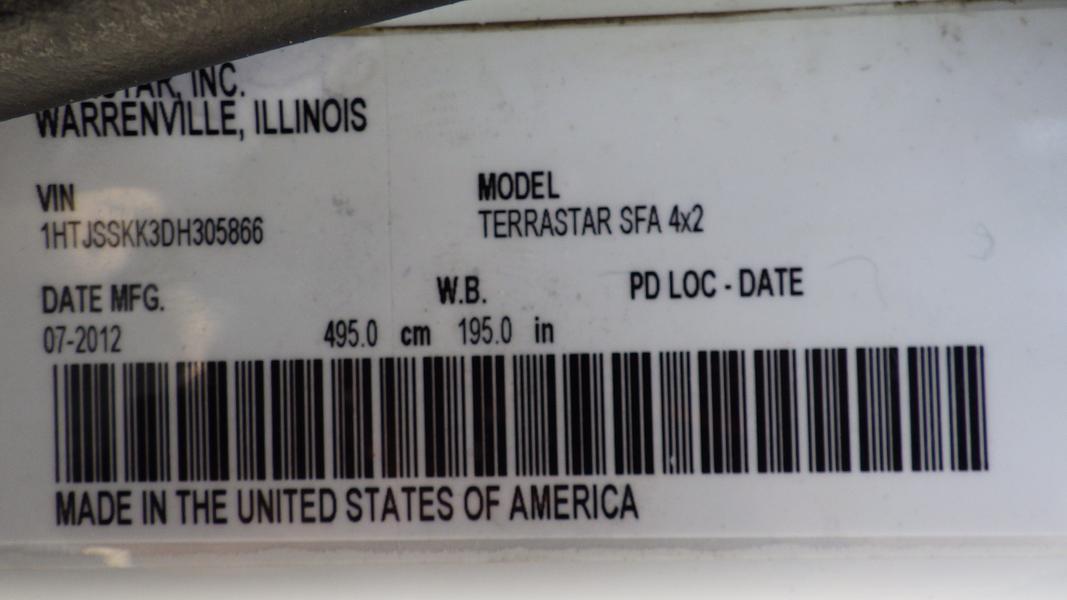 INC.
WARRENVILLE, ILLINOIS
VIN
MODEL
1HTJSSKK3DH305866
TERRASTAR SFA 4x2
DATE MFG.
W.B.
PD LOC - DATE
07-2012
495.0 cm 195.0 in
MADE IN THE UNITED STATES OF AMERICA